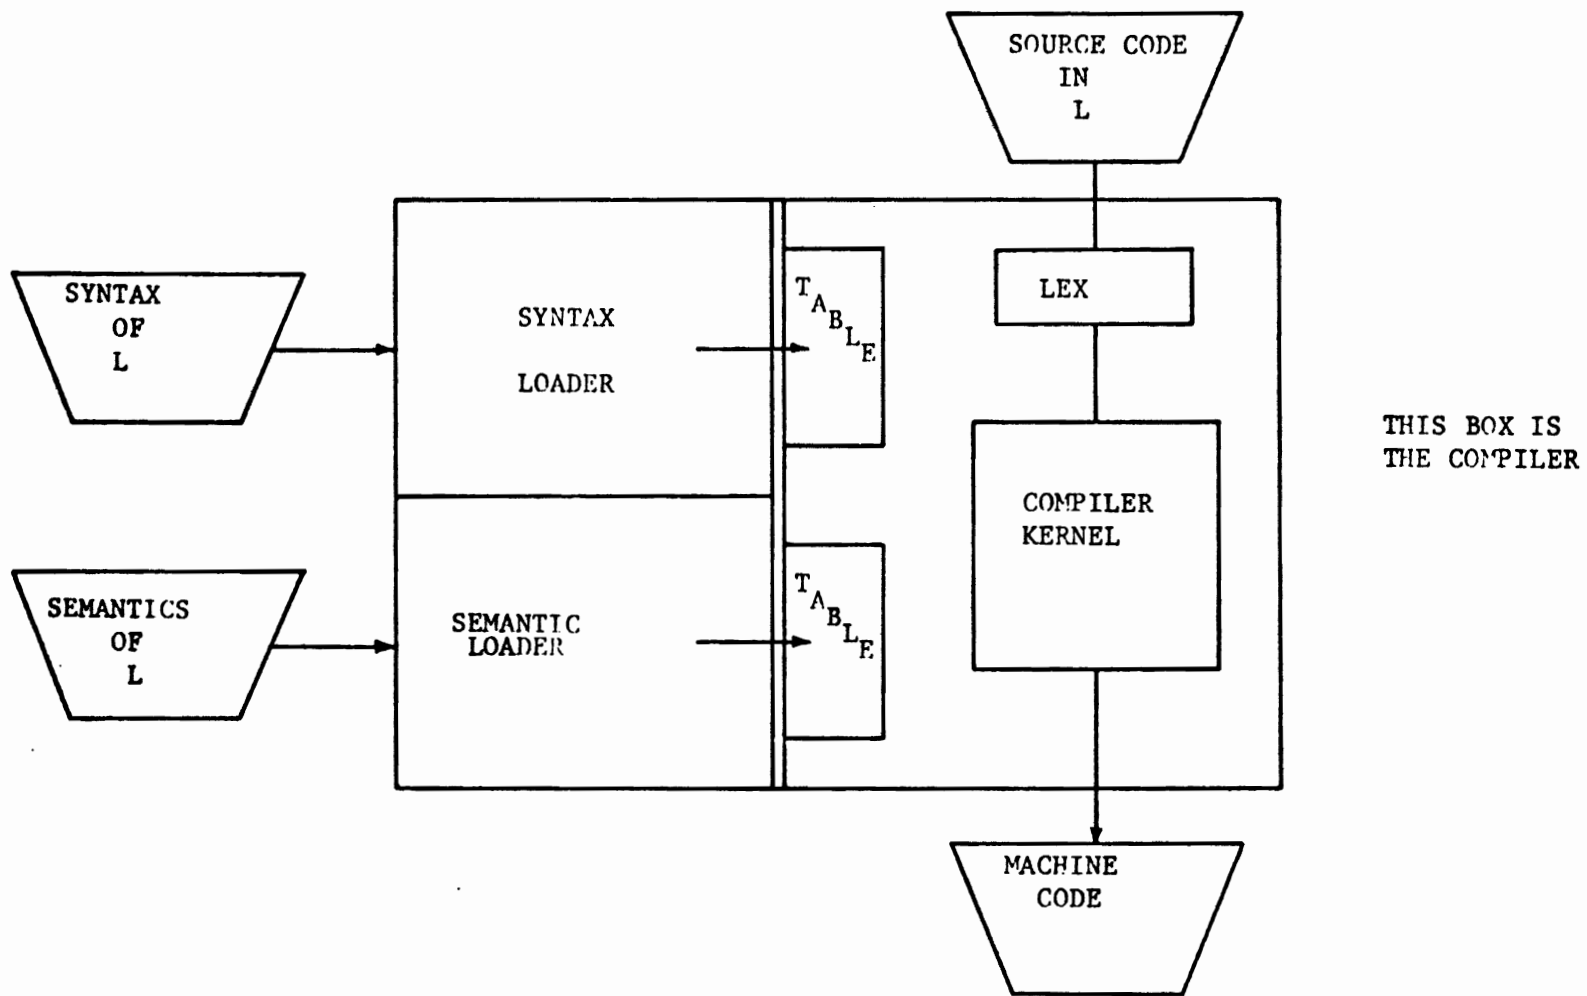 SOURCE CODE
IN
L
SYNTAX
OF
L
SYNTAX
LOADER
TABLE
LEX
THIS BOX IS
THE COMPILER
COMPILER
KERNEL
SEMANTICS
OF
L
SEMANTIC
LOADER
TABLE
MACHINE
CODE